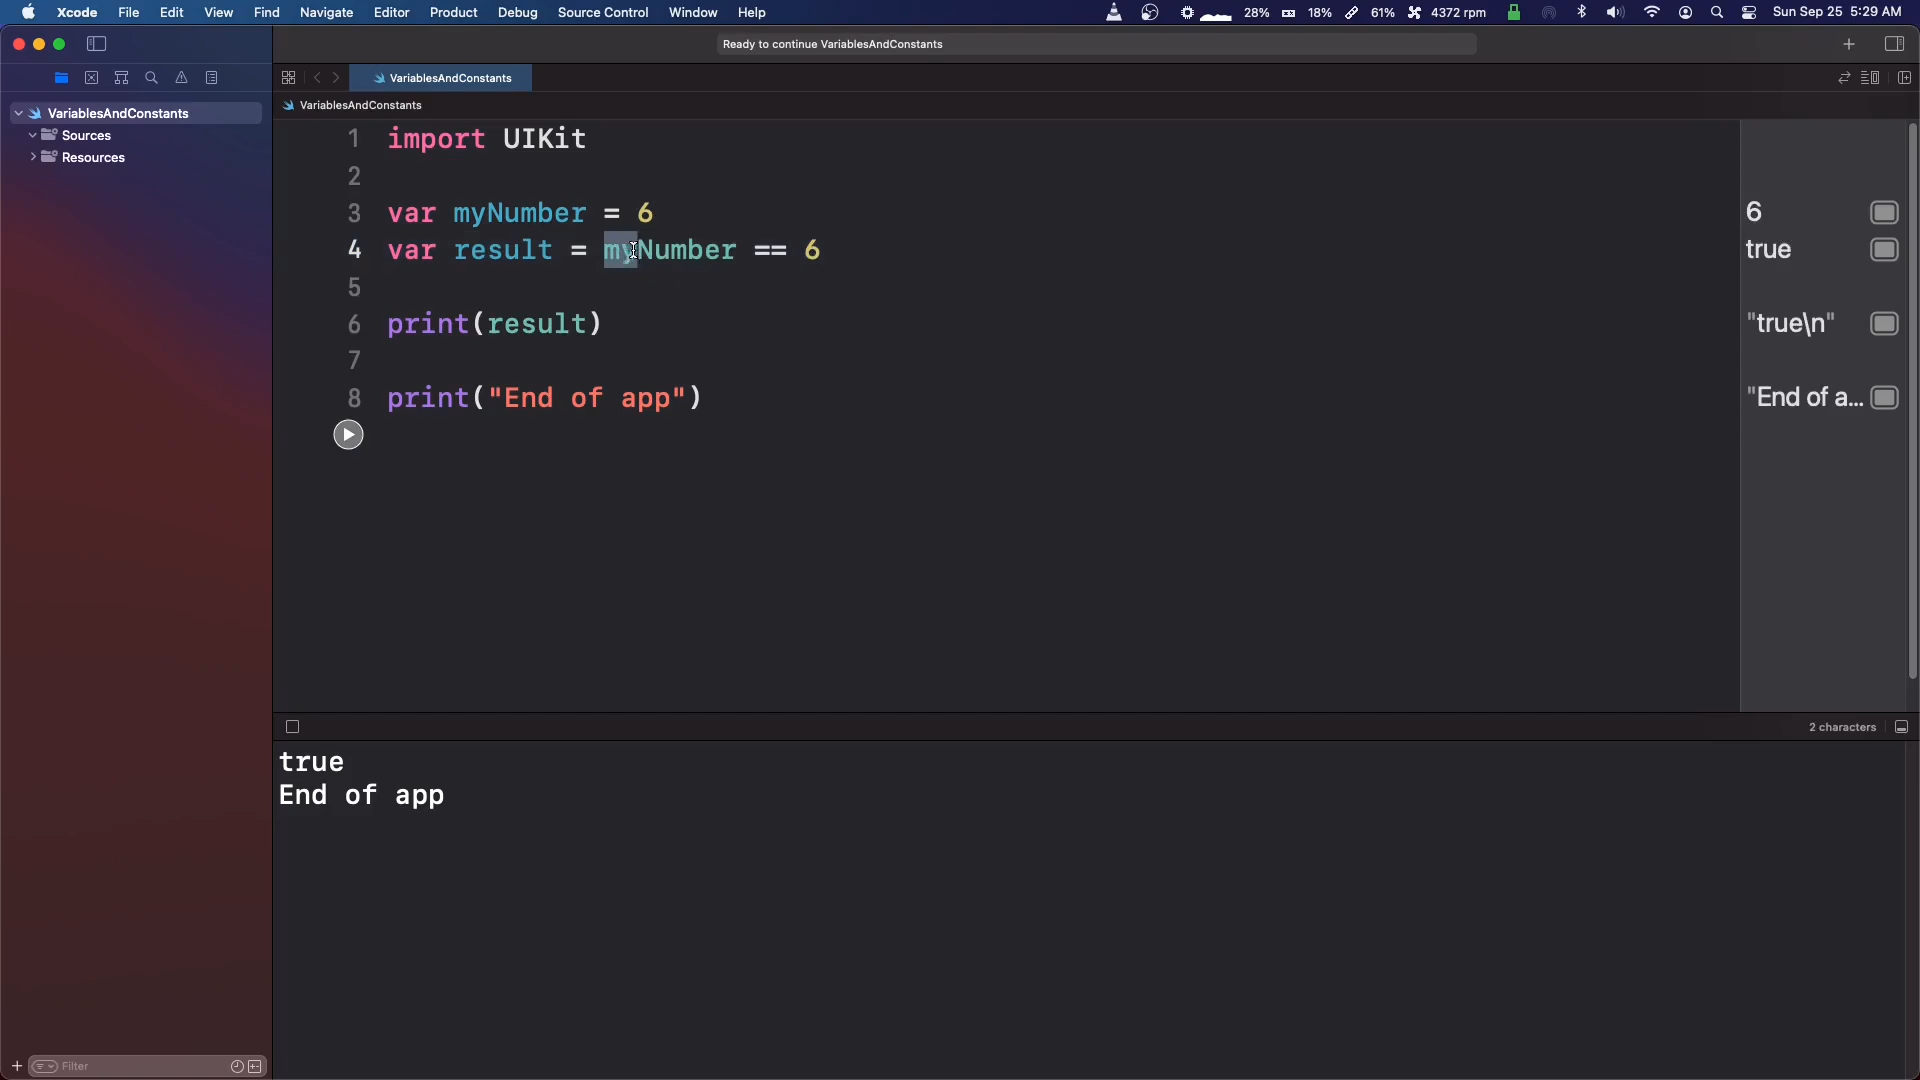 Xcode File Edit View Find Navigate Editor Product Debug Source Control Window Help 28% 18% 61% 4372 rpm Sun Sep 25 5:29 AM
Ready to continue VariablesAndConstants
VariablesAndConstants
VariablesAndConstants
VariablesAndConstants
Sources
Resources
1 import UIKit
2
3 var myNumber = 6 6
4 var result = myNumber == 6 true
5
6 print(result) "true\n"
7
8 print("End of app") "End of a...
2 characters
true
End of app
Filter